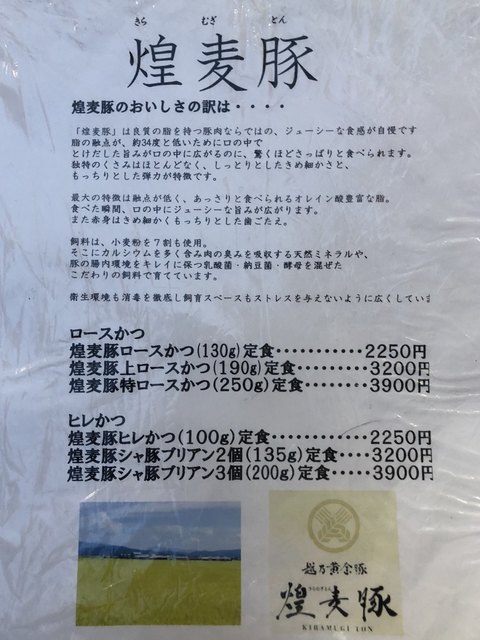 きら むぎ とん
煌麦豚
煌麦豚のおいしさの訳は・・・・
「煌麦豚」は良質の脂を持つ豚肉ならではの、ジューシーな食感が自慢です
脂の融点が、約34度と低いために口の中で
とけだした旨みが口の中に広がるのに、驚くほどさっぱりと食べられます。
独特のくさみはほとんどなく、しっとりとしたきめ細かさと、
もっちりとした弾力が特徴です。
最大の特徴は融点が低く、あっさりと食べられるオレイン酸豊富な脂。
食べた瞬間、口の中にジューシーな旨みが広がります。
また赤身はきめ細かくもっちりとした歯ごたえ。
飼料は、小麦粉を7割も使用。
そこにカルシウムを多く含み肉の臭みを吸収する天然ミネラルや、
豚の腸内環境をキレイに保つ乳酸菌・納豆菌・酵母を混ぜた
こだわりの飼料で育てています。
衛生環境も消毒を徹底し飼育スペースもストレスを与えないように広くしていま
ロースかつ
煌麦豚ロースかつ(130g)定食・・・・・・・・・・・2250円
煌麦豚上ロースかつ(190g)定食・・・・・・・・・3200円
煌麦豚特ロースかつ(250g)定食・・・・・・・・・3900円
ヒレかつ
煌麦豚ヒレかつ(100g)定食・・・・・・・・・・・・2250円
煌麦豚シャ豚ブリアン2個(135g)定食・・・・・3200円
煌麦豚シャ豚ブリアン3個(200g)定食・・・・・3900円
越乃黄金豚
きらむぎとん
煌麦豚
KIRAMUGI TON